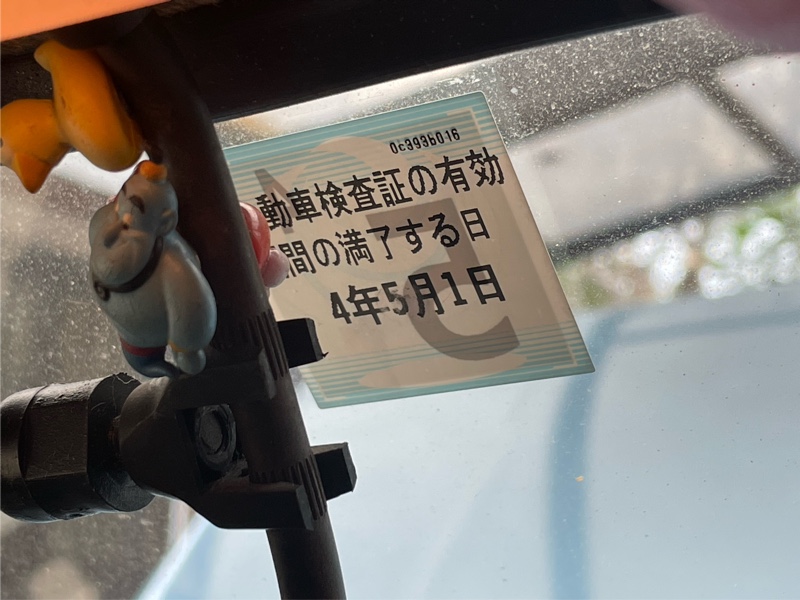 0c393b016
動車検査証の有効
間の満了する日
4年5月1日
5